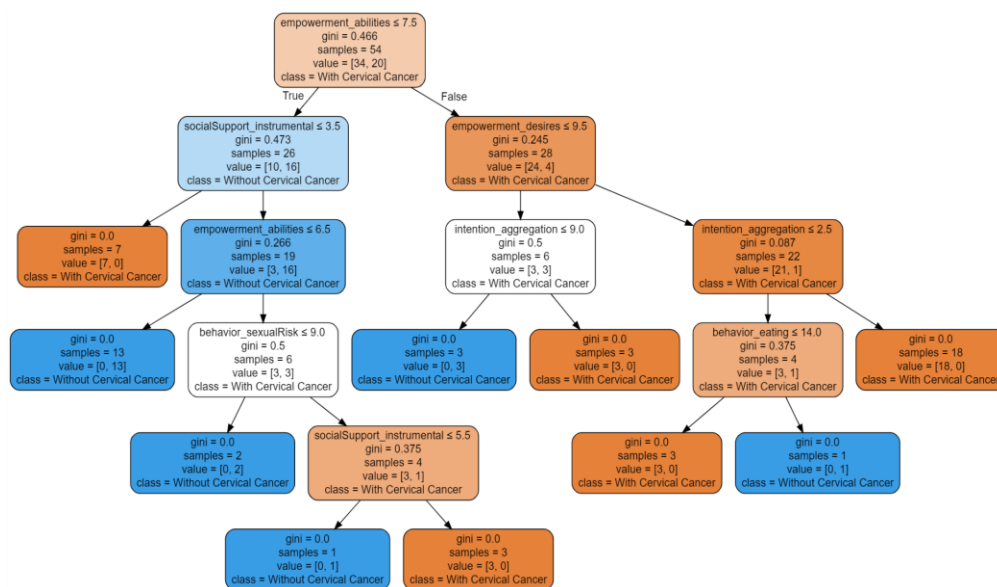 empowerment_abilities ≤ 7.5
gini = 0.466
samples = 54
value = [34, 20]
class = With Cervical Cancer
True
False
socialSupport_instrumental ≤ 3.5
gini = 0.473
samples = 26
value = [10, 16]
class = Without Cervical Cancer
empowerment_desires ≤ 9.5
gini = 0.245
samples = 28
value = [24, 4]
class = With Cervical Cancer
gini = 0.0
samples = 7
value = [7, 0]
class = With Cervical Cancer
empowerment_abilities ≤ 6.5
gini = 0.266
samples = 19
value = [3, 16]
class = Without Cervical Cancer
intention_aggregation ≤ 9.0
gini = 0.5
samples = 6
value = [3, 3]
class = With Cervical Cancer
intention_aggregation ≤ 2.5
gini = 0.087
samples = 22
value = [21, 1]
class = With Cervical Cancer
gini = 0.0
samples = 13
value = [0, 13]
class = Without Cervical Cancer
behavior_sexualRisk ≤ 9.0
gini = 0.5
samples = 6
value = [3, 3]
class = With Cervical Cancer
gini = 0.0
samples = 3
value = [0, 3]
class = Without Cervical Cancer
gini = 0.0
samples = 3
value = [3, 0]
class = With Cervical Cancer
behavior_eating ≤ 14.0
gini = 0.375
samples = 4
value = [3, 1]
class = With Cervical Cancer
gini = 0.0
samples = 18
value = [18, 0]
class = With Cervical Cancer
gini = 0.0
samples = 2
value = [0, 2]
class = Without Cervical Cancer
socialSupport_instrumental ≤ 5.5
gini = 0.375
samples = 4
value = [3, 1]
class = With Cervical Cancer
gini = 0.0
samples = 3
value = [3, 0]
class = With Cervical Cancer
gini = 0.0
samples = 1
value = [0, 1]
class = Without Cervical Cancer
gini = 0.0
samples = 1
value = [0, 1]
class = Without Cervical Cancer
gini = 0.0
samples = 3
value = [3, 0]
class = With Cervical Cancer